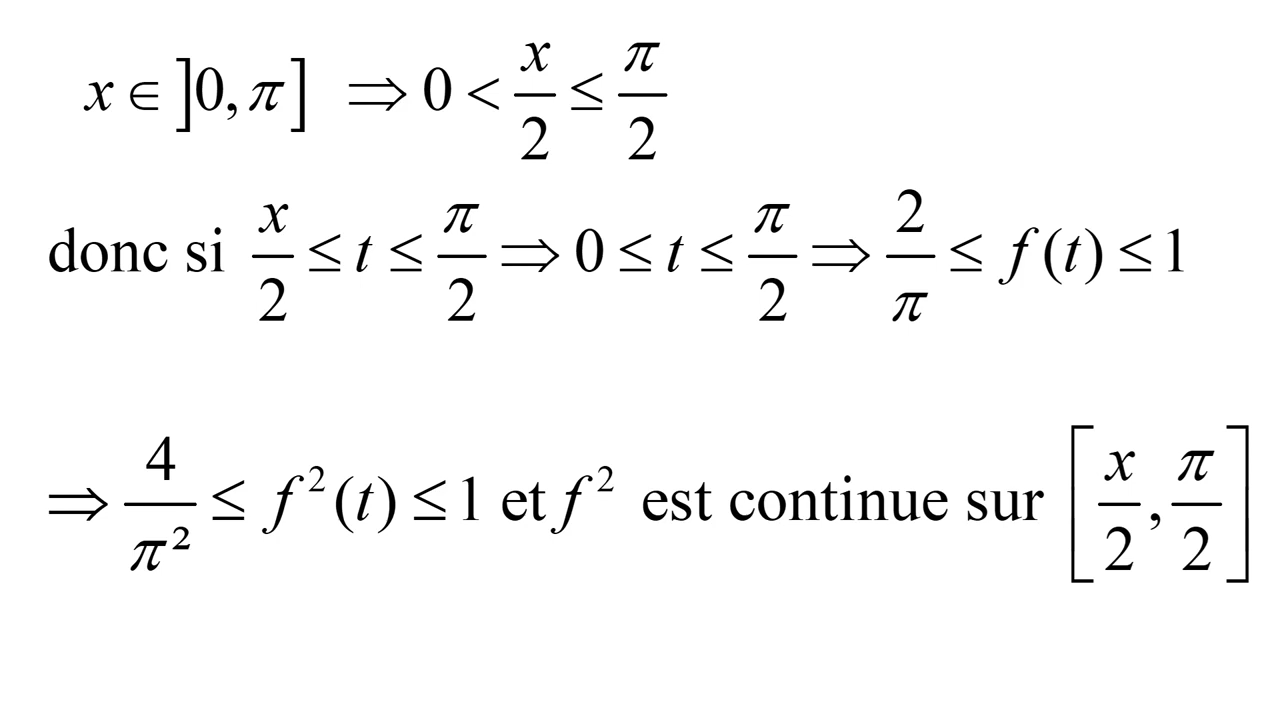 x ∈ ]0, π] ⇒ 0 < x/2 ≤ π/2
donc si x/2 ≤ t ≤ π/2 ⇒ 0 ≤ t ≤ π/2 ⇒ 2/π ≤ f(t) ≤ 1
⇒ 4/π² ≤ f²(t) ≤ 1 et f² est continue sur [x/2, π/2]